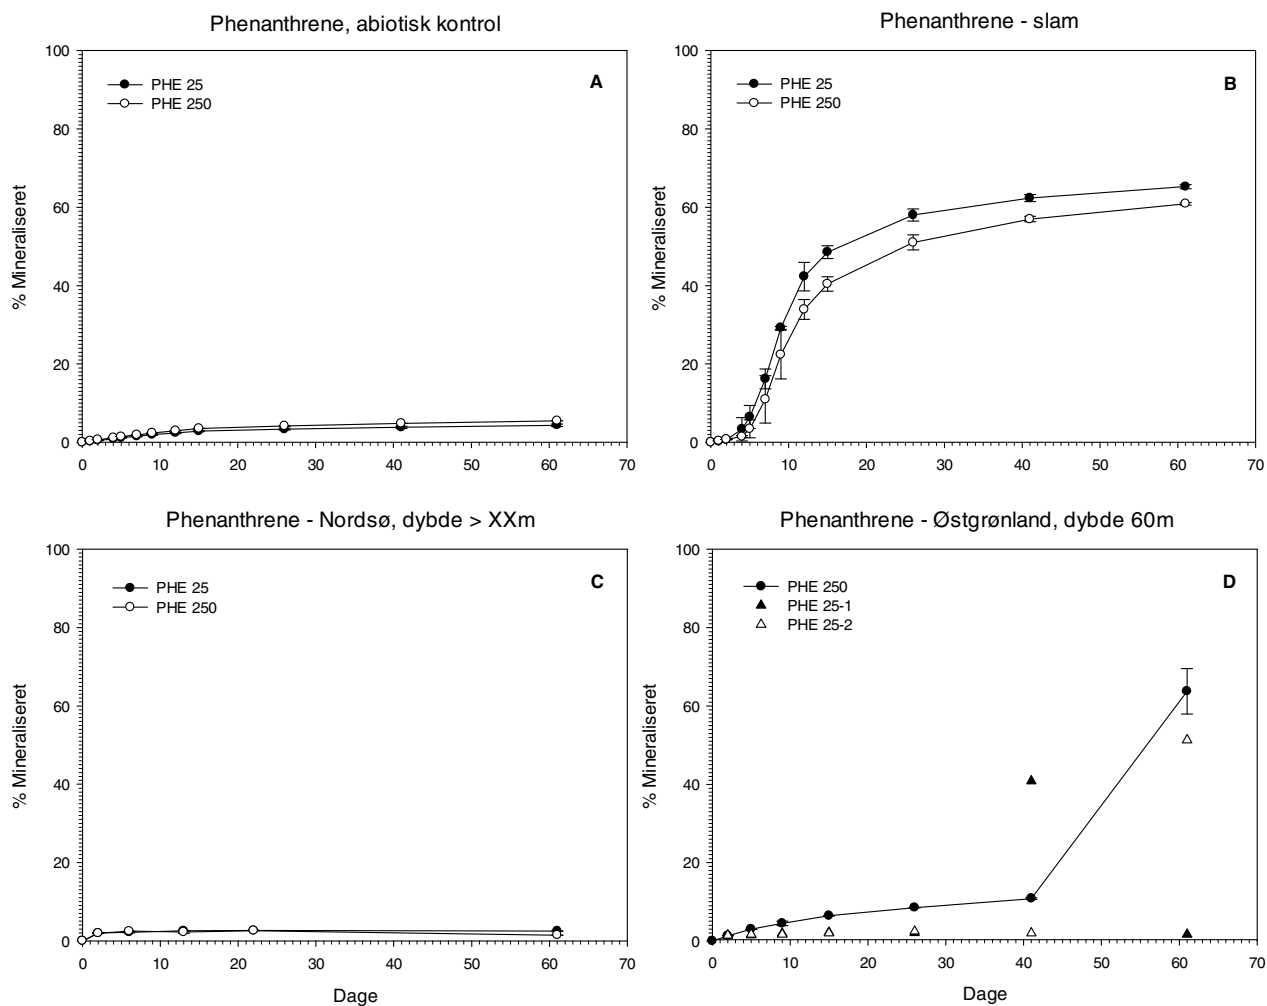 Phenanthrene, abiotisk kontrol
A
PHE 25
PHE 250
% Mineraliseret
100
80
60
40
20
0
0 10 20 30 40 50 60 70
Phenanthrene - slam
B
PHE 25
PHE 250
% Mineraliseret
100
80
60
40
20
0
0 10 20 30 40 50 60 70
Phenanthrene - Nordsø, dybde > XXm
C
PHE 25
PHE 250
% Mineraliseret
100
80
60
40
20
0
0 10 20 30 40 50 60 70
Dage
Phenanthrene - Østgrønland, dybde 60m
D
PHE 250
PHE 25-1
PHE 25-2
% Mineraliseret
100
80
60
40
20
0
0 10 20 30 40 50 60 70
Dage